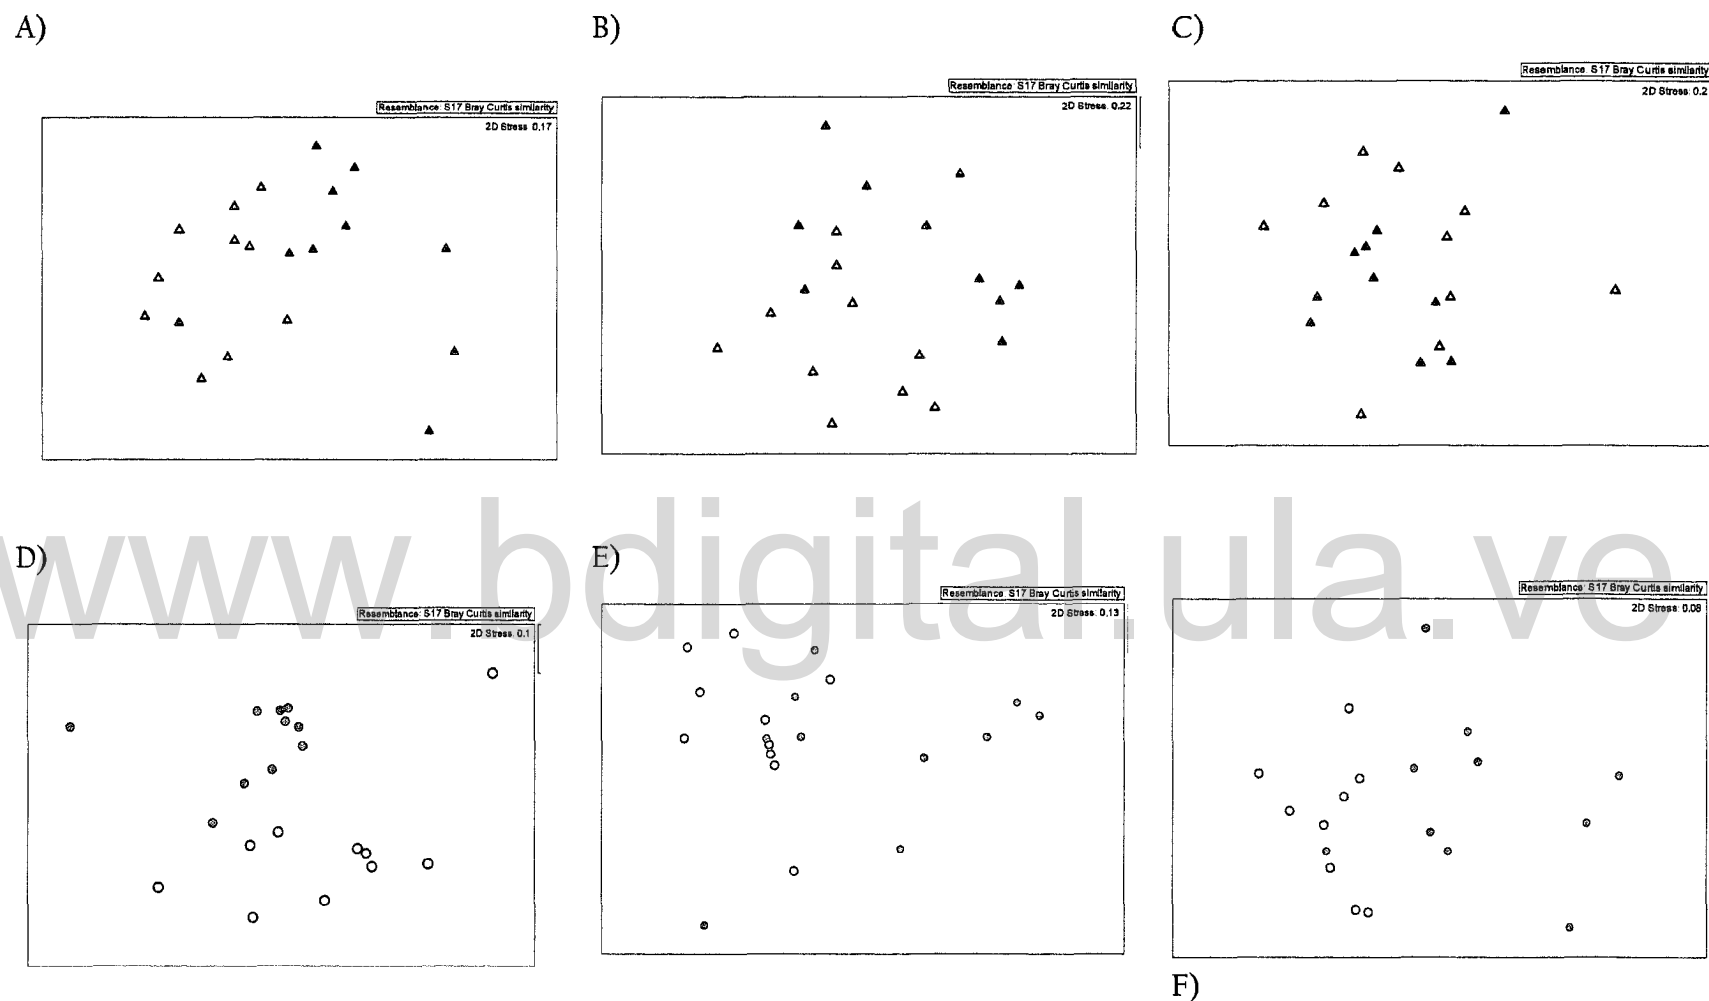 A)
B)
C)
Resemblance: S17 Bray Curtis similarity
2D Stress: 0.17
Resemblance: S17 Bray Curtis similarity
2D Stress: 0.22
Resemblance: S17 Bray Curtis similarity
2D Stress: 0.2
www.bdigital.ula.ve
D)
E)
Resemblance: S17 Bray Curtis similarity
2D Stress: 0.1
Resemblance: S17 Bray Curtis similarity
2D Stress: 0.13
Resemblance: S17 Bray Curtis similarity
2D Stress: 0.08
F)